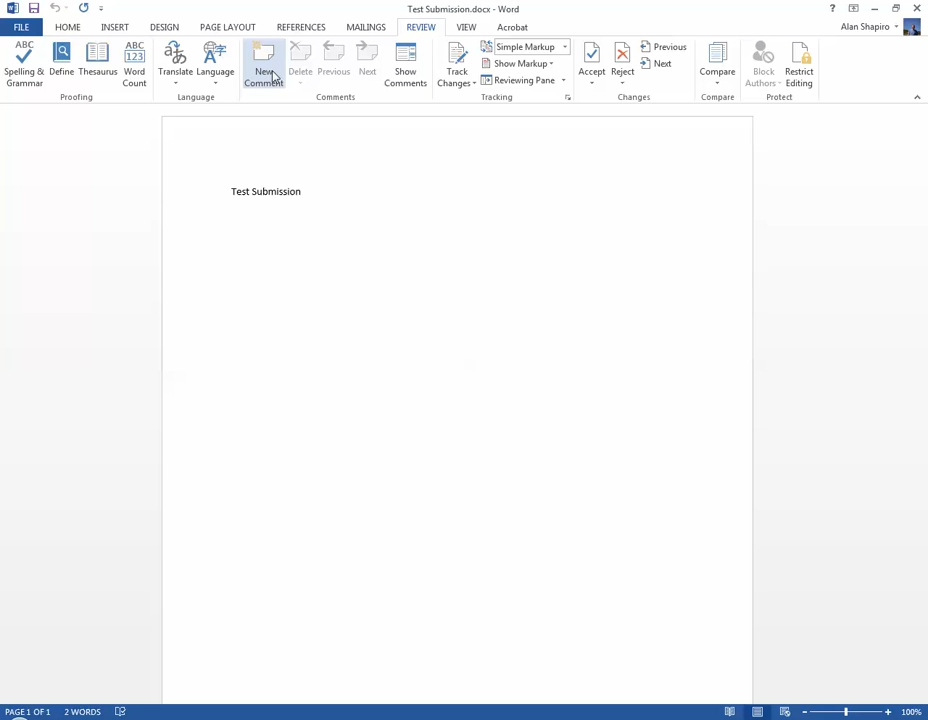 Test Submission.docx - Word
FILE HOME INSERT DESIGN PAGE LAYOUT REFERENCES MAILINGS REVIEW VIEW Acrobat Alan Shapiro
ABC Spelling & Grammar
Define
Thesaurus
ABC 123 Word Count
Proofing
Translate
Language
Language
New Comment
Delete
Previous
Next
Show Comments
Comments
Track Changes
Simple Markup
Show Markup
Reviewing Pane
Tracking
Accept
Reject
Previous
Next
Changes
Compare
Compare
Block Authors
Restrict Editing
Protect
Test Submission
PAGE 1 OF 1 2 WORDS 100%